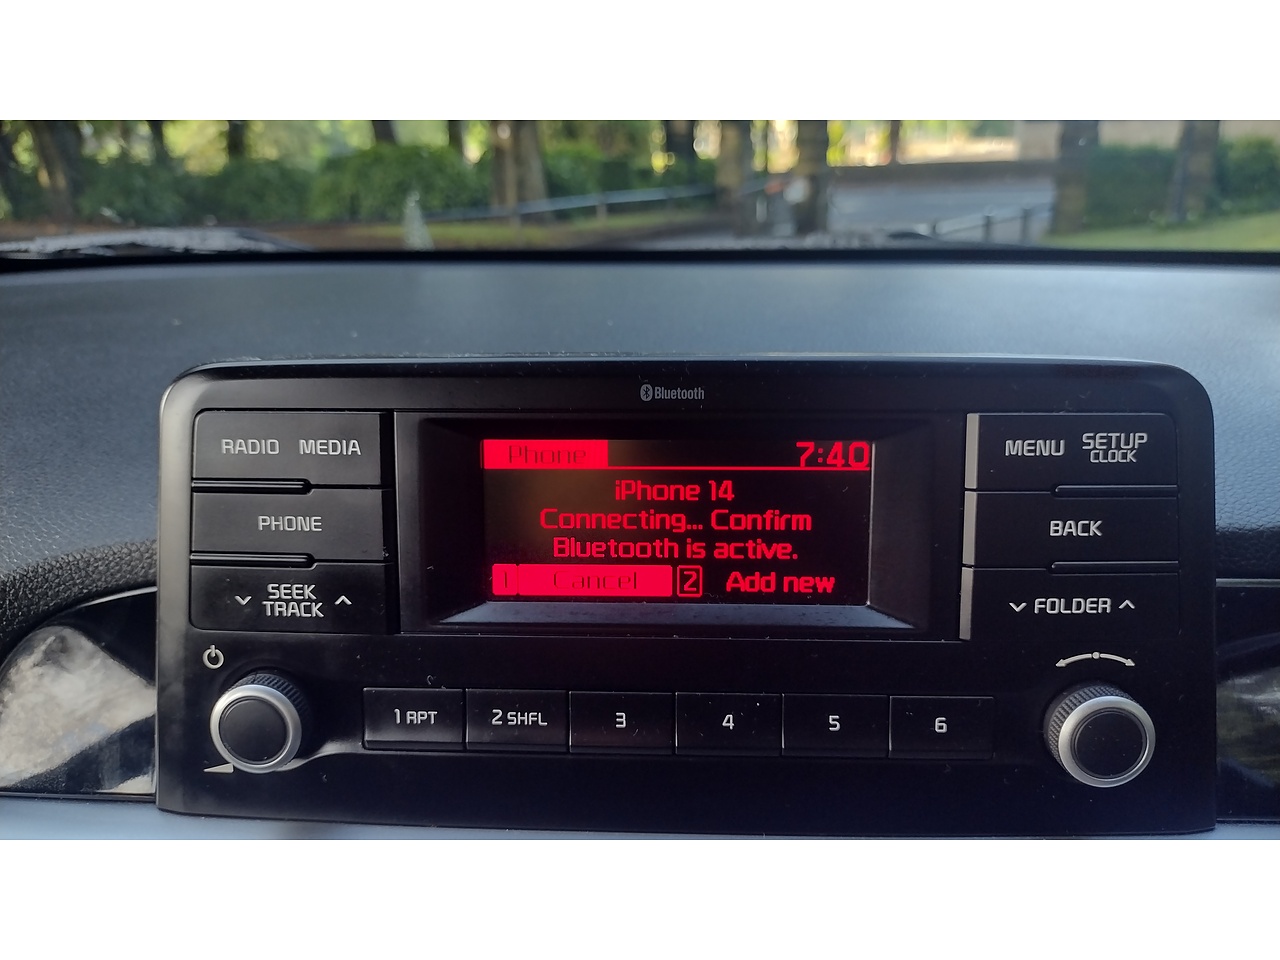 Bluetooth
RADIO MEDIA
PHONE
SEEK
TRACK
Phone 7:40
iPhone 14
Connecting... Confirm
Bluetooth is active.
1 Cancel 2 Add new
MENU SETUP
CLOCK
BACK
FOLDER
1 RPT 2 SHFL 3 4 5 6